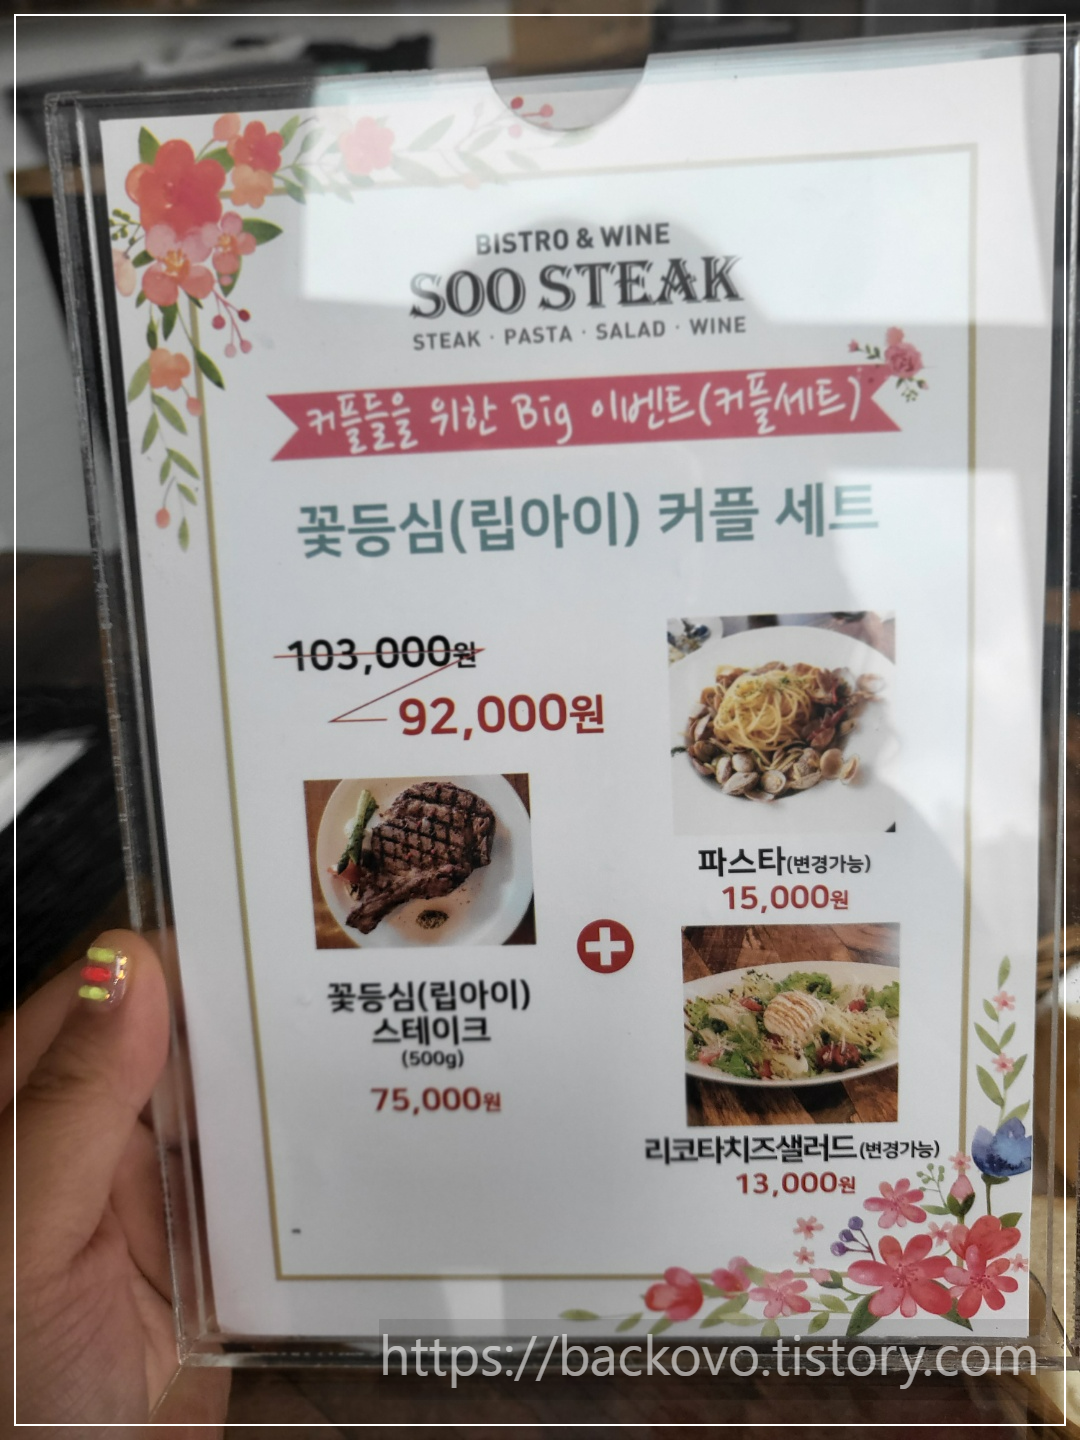 BISTRO & WINE
SOO STEAK
STEAK · PASTA · SALAD · WINE
커플들을 위한 Big 이벤트(커플세트)
꽃등심(립아이) 커플 세트
103,000원
92,000원
파스타(변경가능)
15,000원
꽃등심(립아이)
스테이크
(500g)
75,000원
리코타치즈샐러드(변경가능)
13,000원
https://backovo.tistory.com